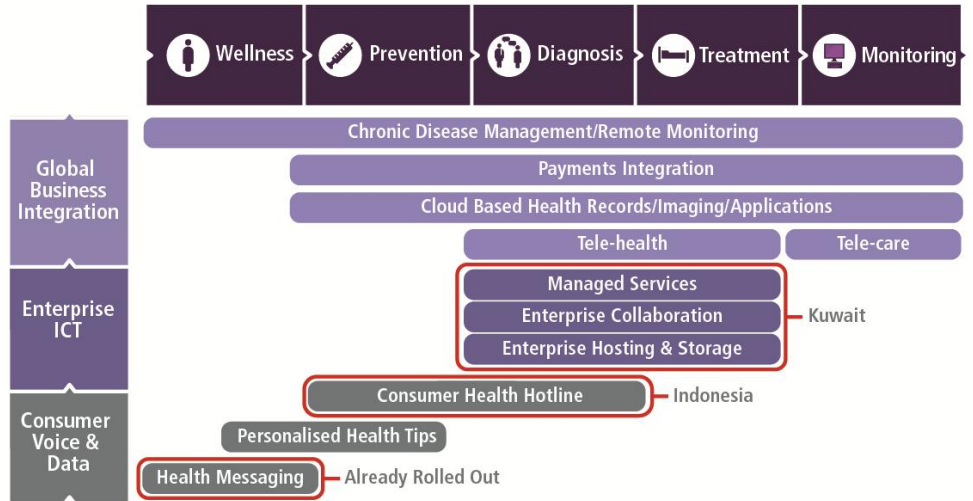 Wellness
Prevention
Diagnosis
Treatment
Monitoring
Global
Business
Integration
Chronic Disease Management/Remote Monitoring
Payments Integration
Cloud Based Health Records/Imaging/Applications
Tele-health
Tele-care
Enterprise
ICT
Managed Services
Enterprise Collaboration
Enterprise Hosting & Storage
Kuwait
Consumer
Voice &
Data
Consumer Health Hotline
Indonesia
Personalised Health Tips
Health Messaging
Already Rolled Out